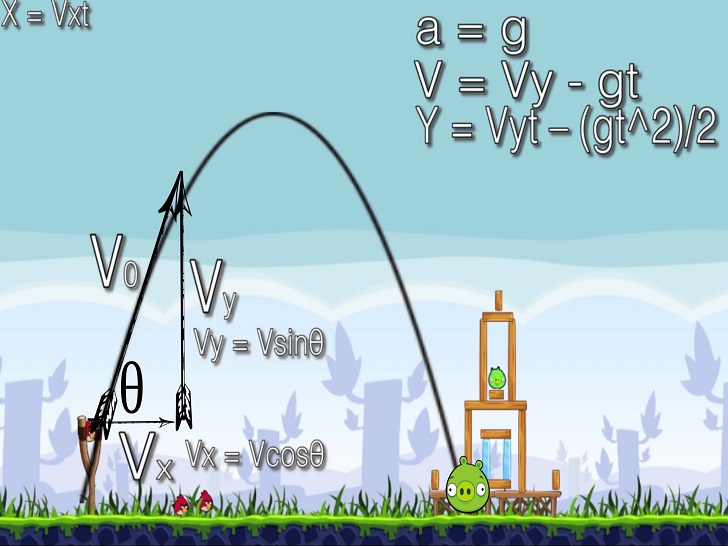 X = Vxt
a = g
V = Vy - gt
Y = Vyt – (gt^2)/2
V0
Vy
Vy = Vsinθ
θ
Vx
Vx = Vcosθ